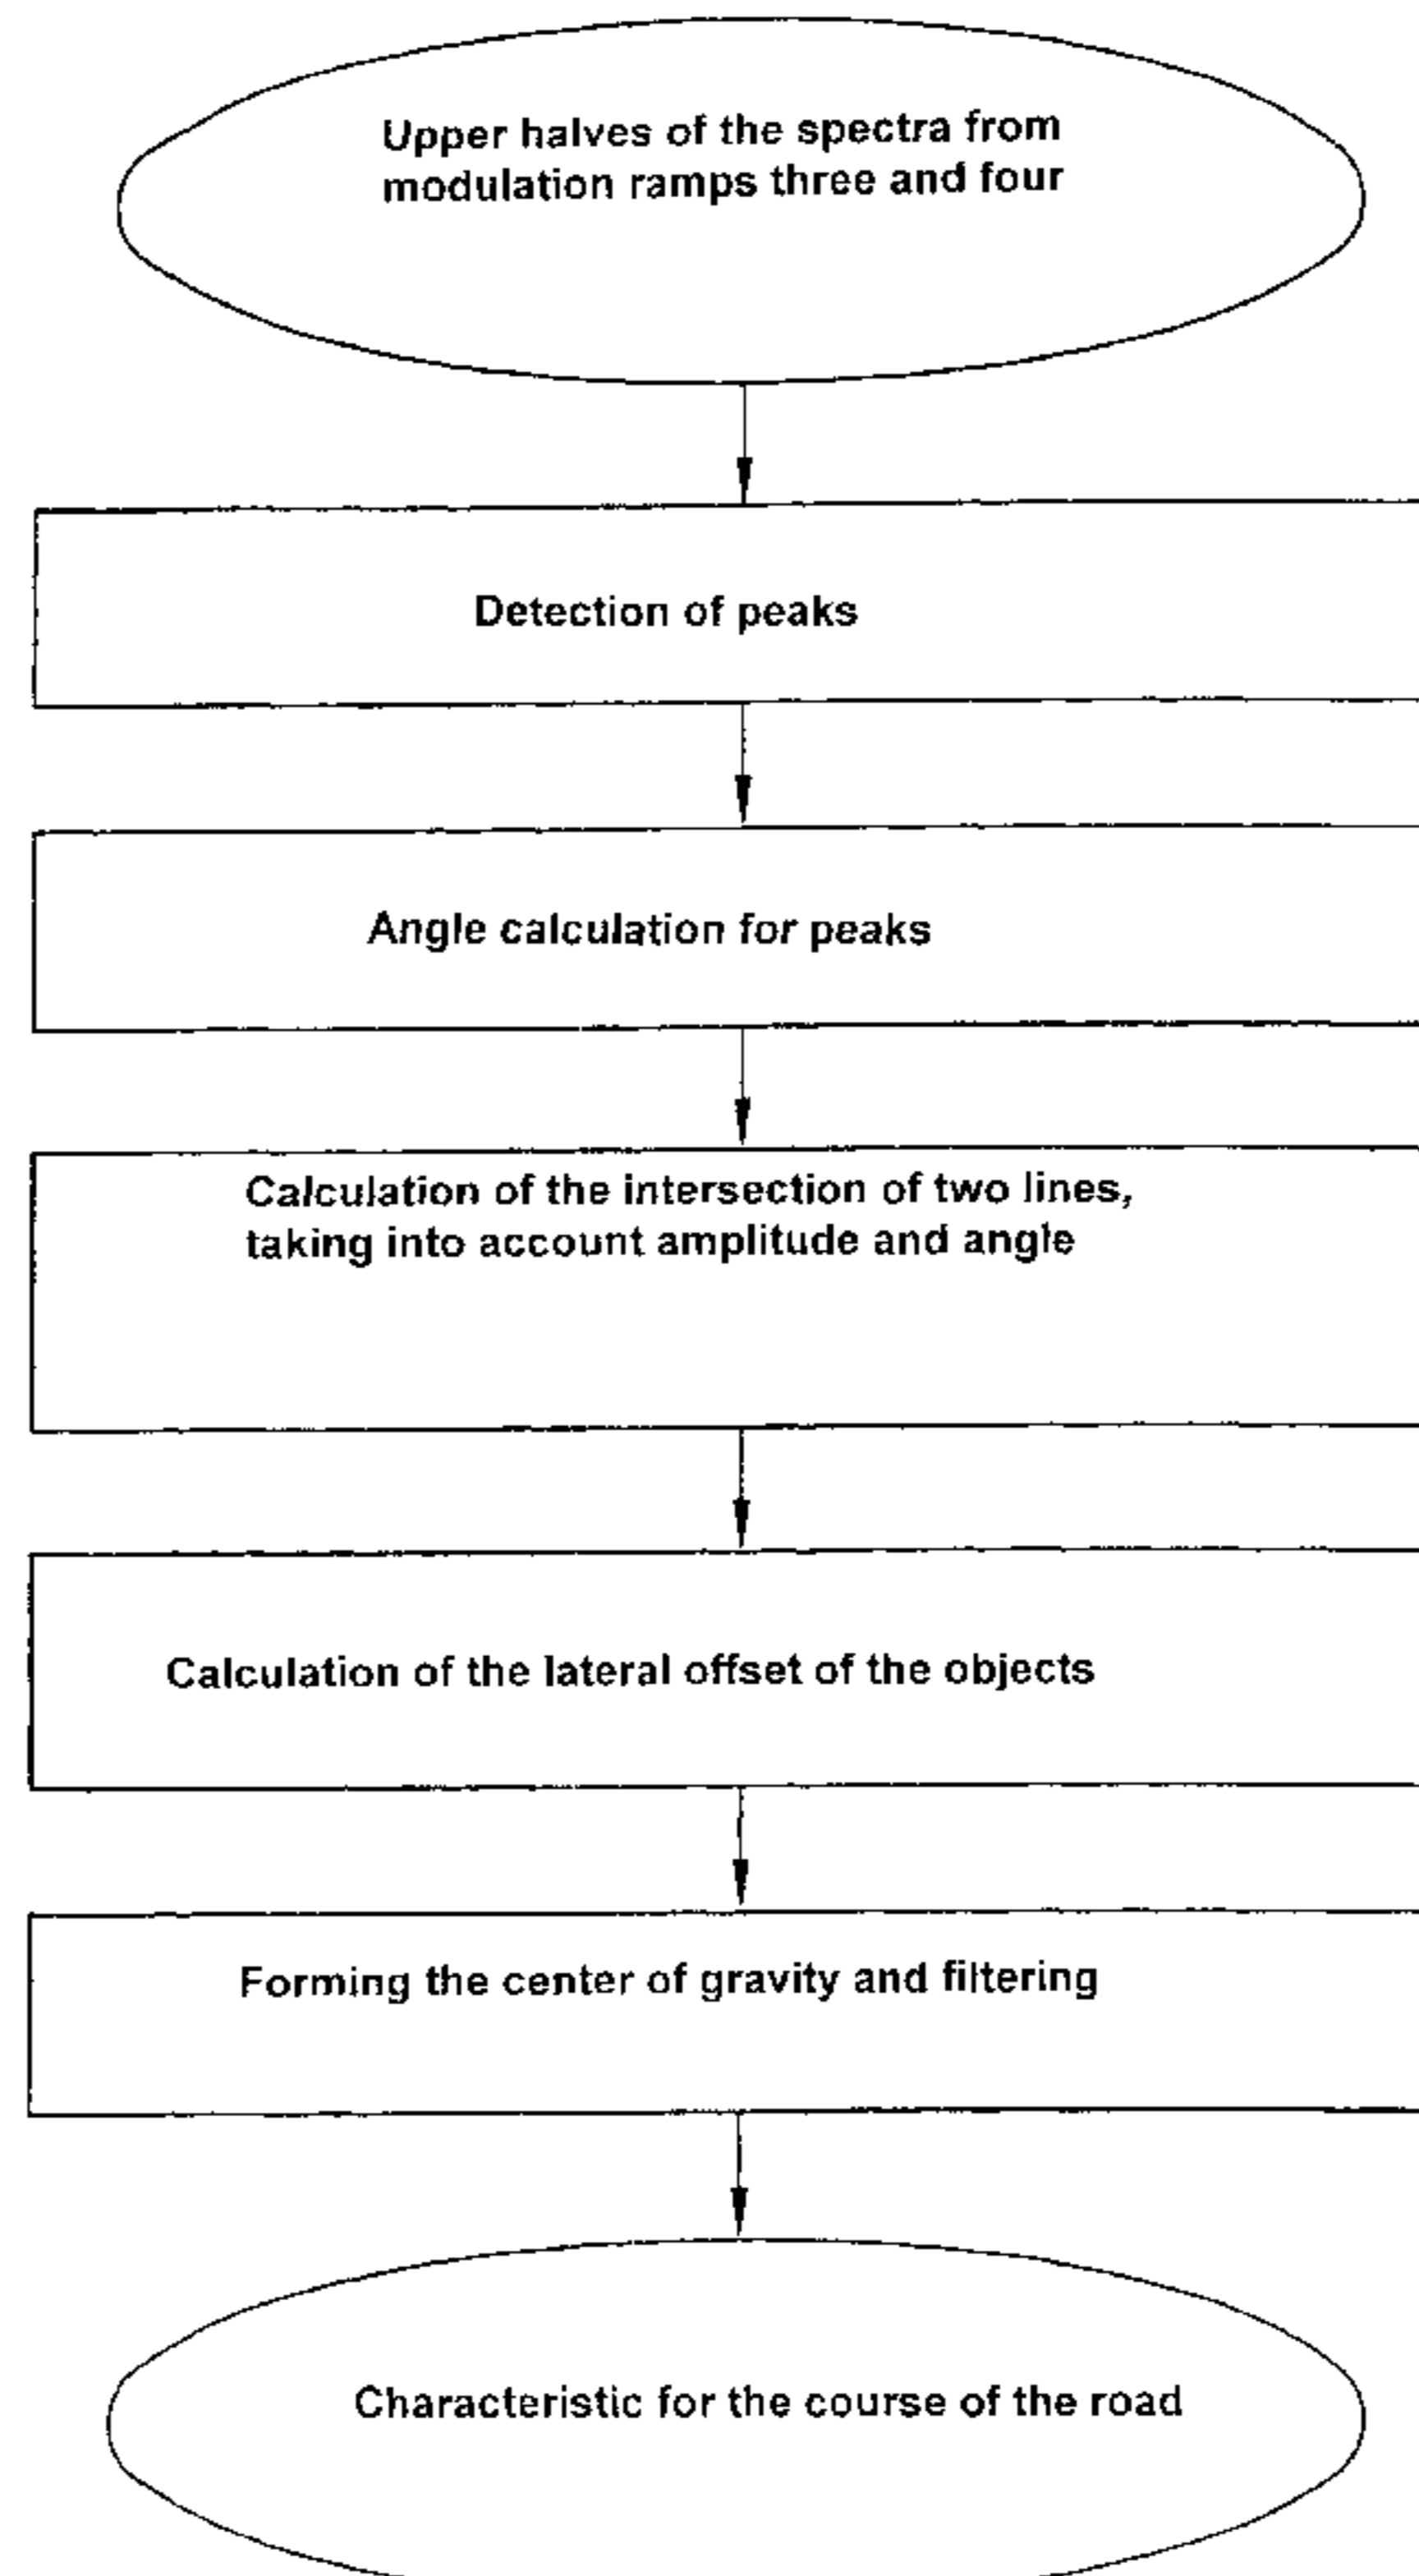 Upper halves of the spectra from
modulation ramps three and four
Detection of peaks
Angle calculation for peaks
Calculation of the intersection of two lines,
taking into account amplitude and angle
Calculation of the lateral offset of the objects
Forming the center of gravity and filtering
Characteristic for the course of the road